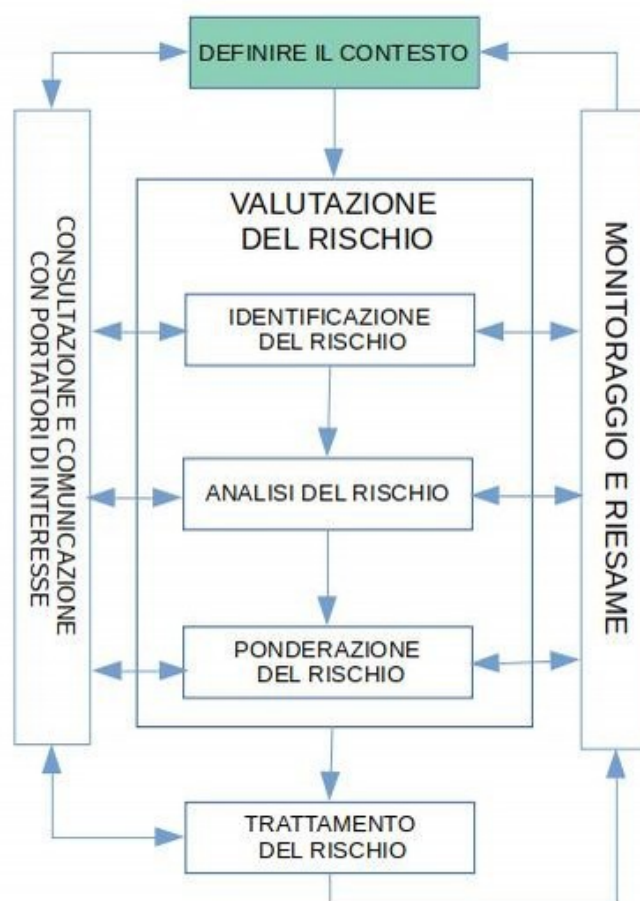 DEFINIRE IL CONTESTO
CONSULTAZIONE E COMUNICAZIONE
CON PORTATORI DI INTERESSE
VALUTAZIONE
DEL RISCHIO
IDENTIFICAZIONE
DEL RISCHIO
ANALISI DEL RISCHIO
PONDERAZIONE
DEL RISCHIO
MONITORAGGIO E RIESAME
TRATTAMENTO
DEL RISCHIO